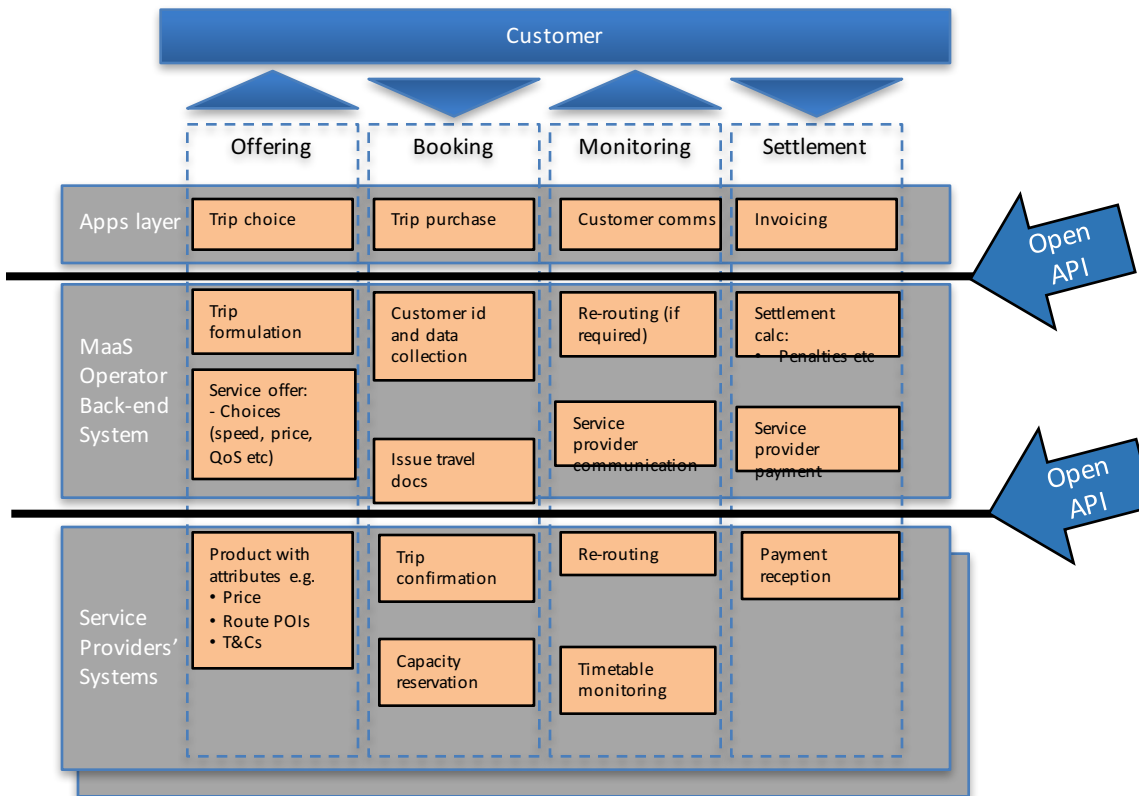 Customer
Offering
Booking
Monitoring
Settlement
Apps layer
Trip choice
Trip purchase
Customer comms
Invoicing
Open
API
MaaS
Operator
Back-end
System
Trip
formulation
Service offer:
- Choices
(speed, price,
QoS etc)
Customer id
and data
collection
Issue travel
docs
Re-routing (if
required)
Service
provider
communication
Settlement
calc:
• Penalties etc
Service
provider
payment
Open
API
Service
Providers’
Systems
Product with
attributes e.g.
• Price
• Route POIs
• T&Cs
Trip
confirmation
Capacity
reservation
Re-routing
Timetable
monitoring
Payment
reception